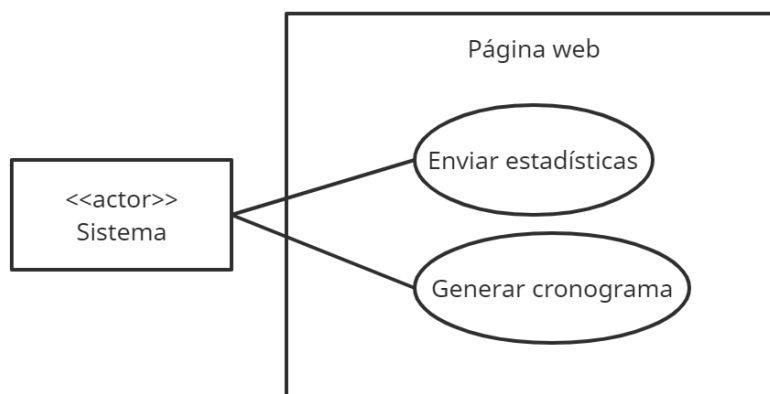 Página web
Enviar estadísticas
<<actor>>
Sistema
Generar cronograma